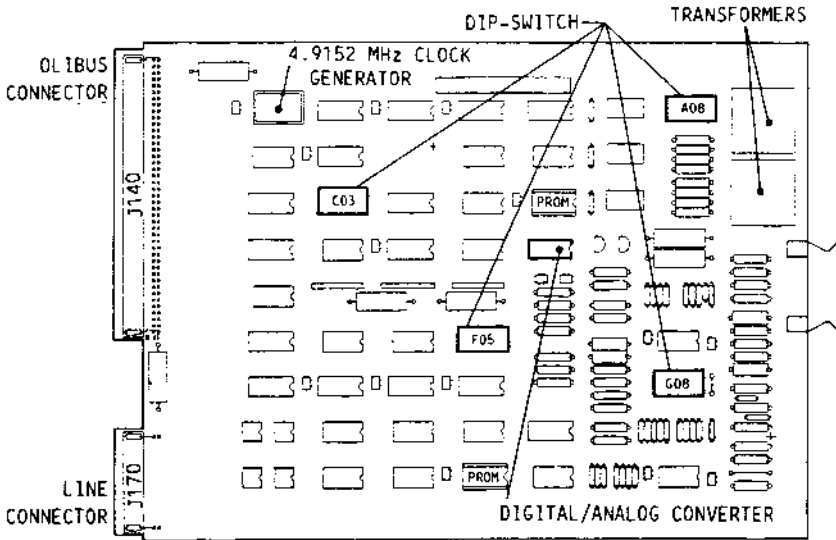 DIP-SWITCH
TRANSFORMERS
OLIBUS
CONNECTOR
4.9152 MHz CLOCK
GENERATOR
A08
J140
C03
PROM
F05
G08
J170
PROM
LINE
CONNECTOR
DIGITAL/ANALOG CONVERTER